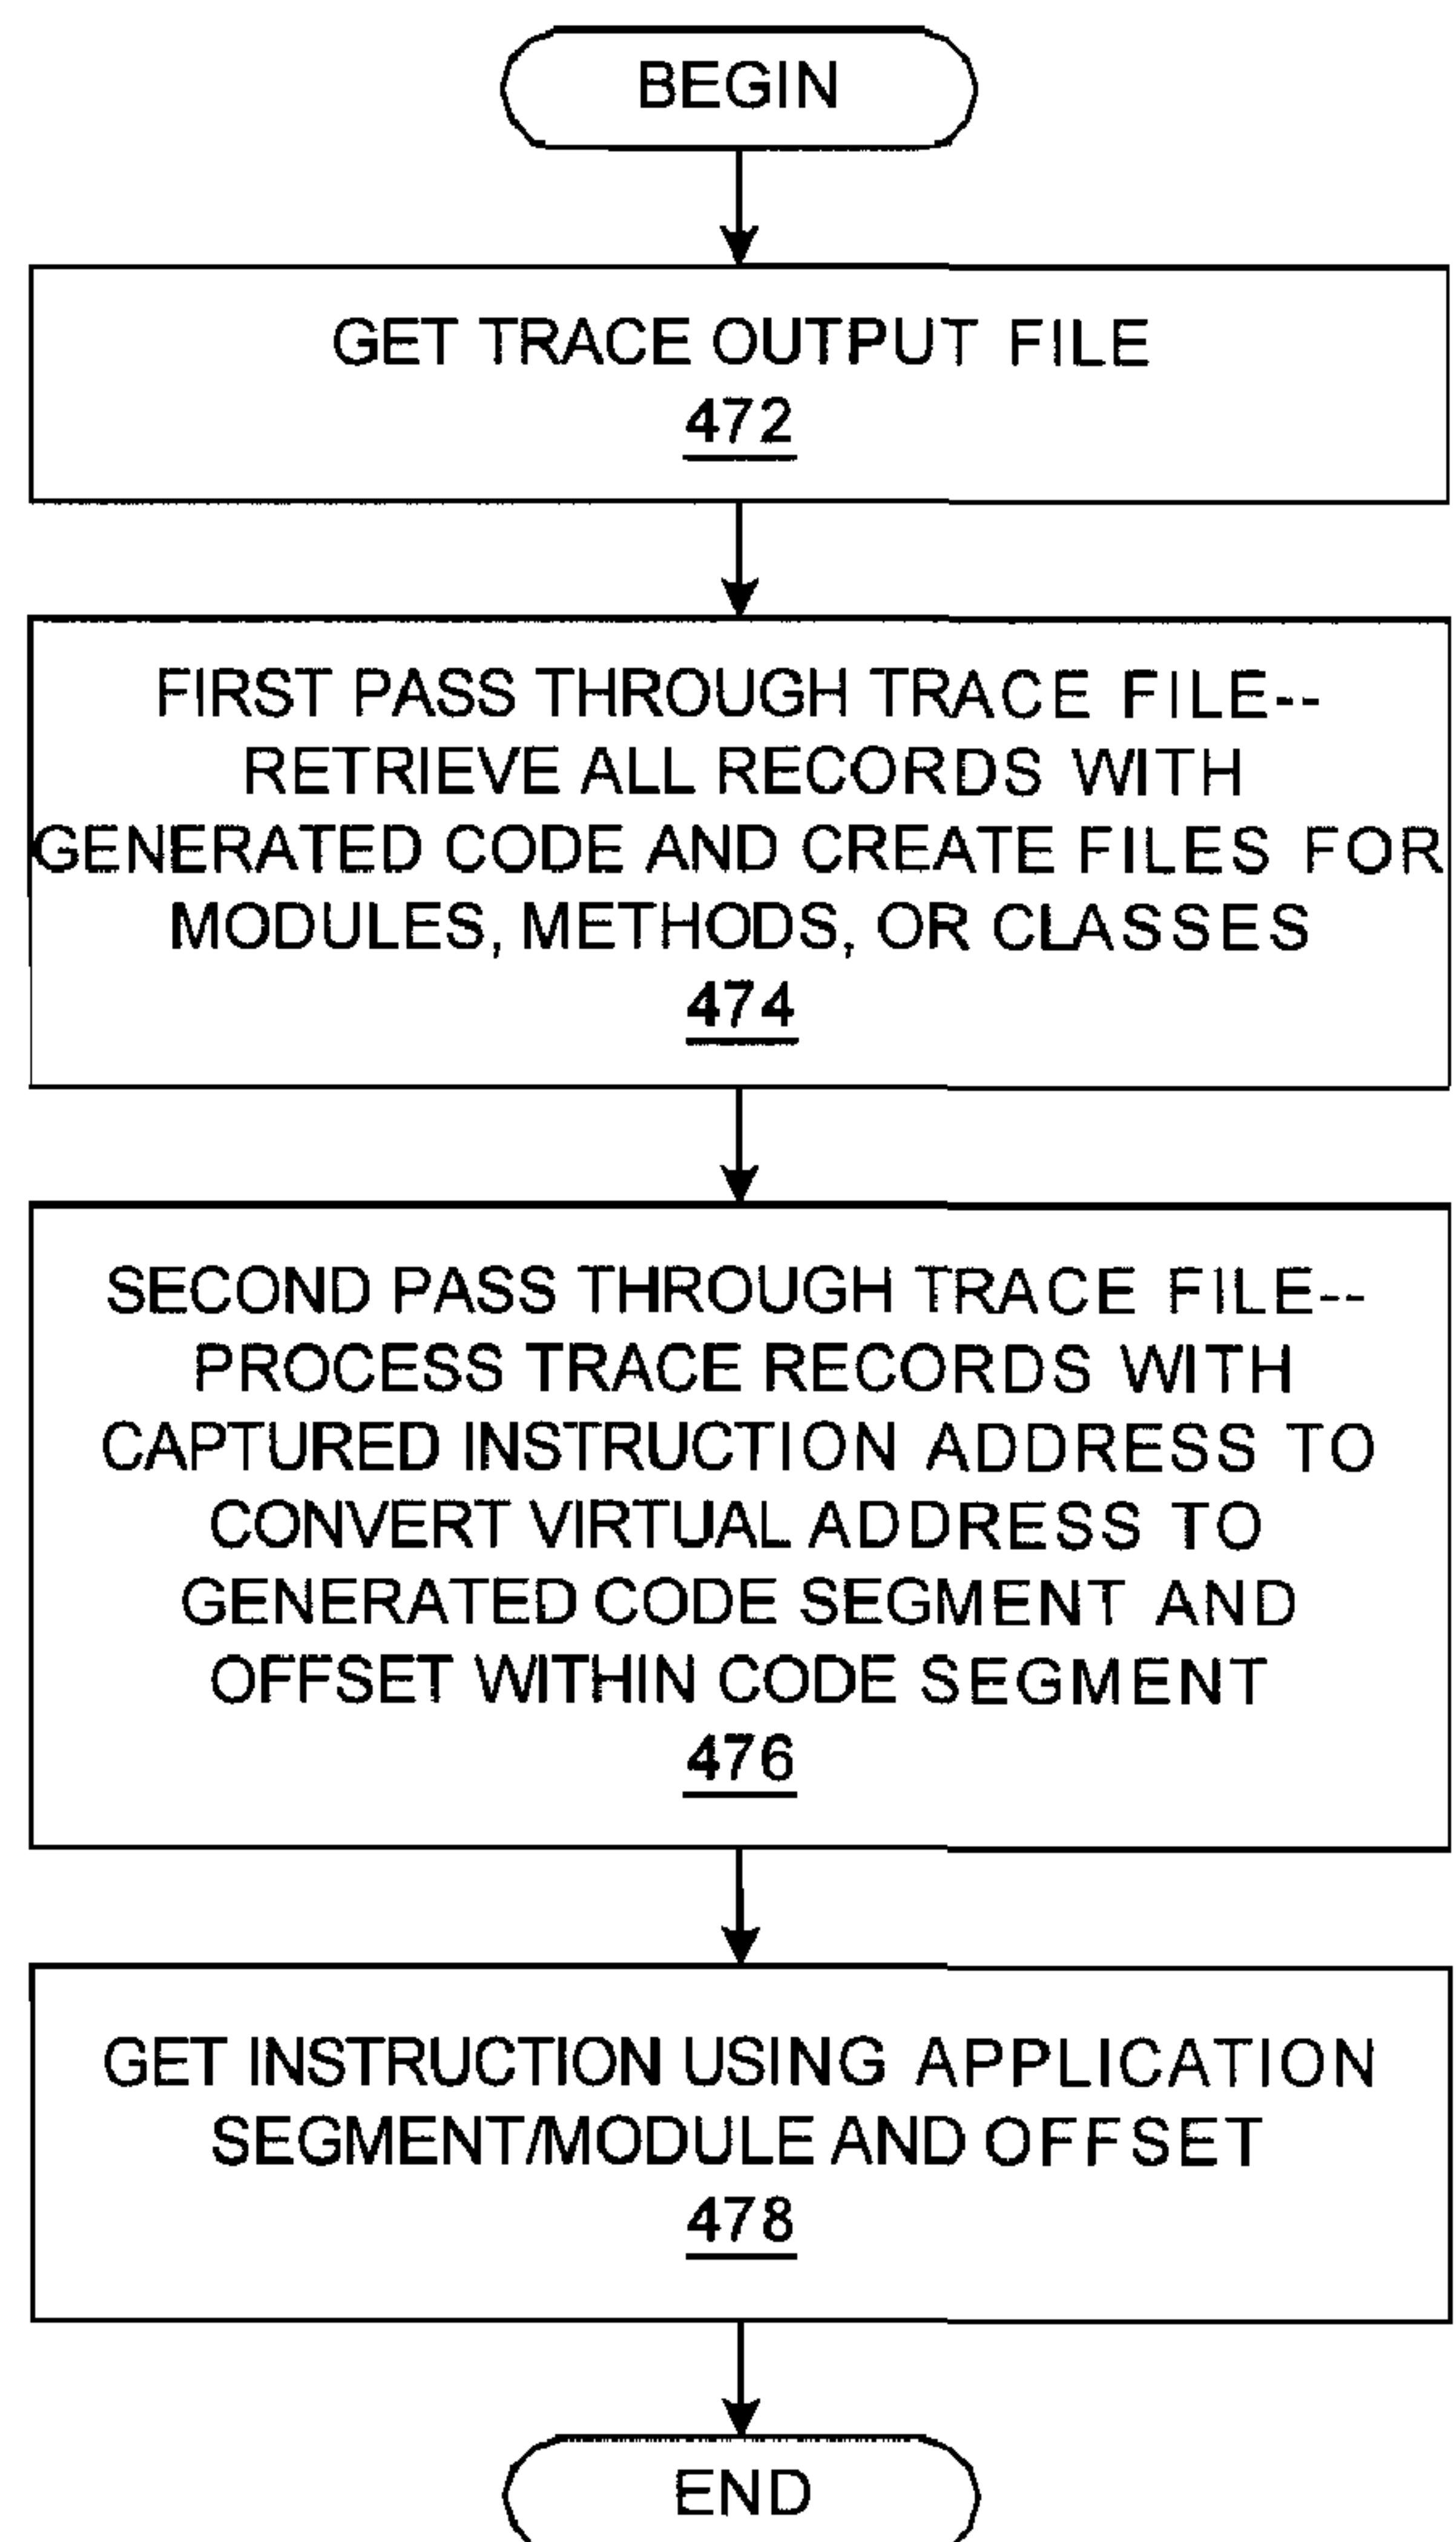 BEGIN
GET TRACE OUTPUT FILE
472
FIRST PASS THROUGH TRACE FILE--
RETRIEVE ALL RECORDS WITH
GENERATED CODE AND CREATE FILES FOR
MODULES, METHODS, OR CLASSES
474
SECOND PASS THROUGH TRACE FILE--
PROCESS TRACE RECORDS WITH
CAPTURED INSTRUCTION ADDRESS TO
CONVERT VIRTUAL ADDRESS TO
GENERATED CODE SEGMENT AND
OFFSET WITHIN CODE SEGMENT
476
GET INSTRUCTION USING APPLICATION
SEGMENT/MODULE AND OFFSET
478
END